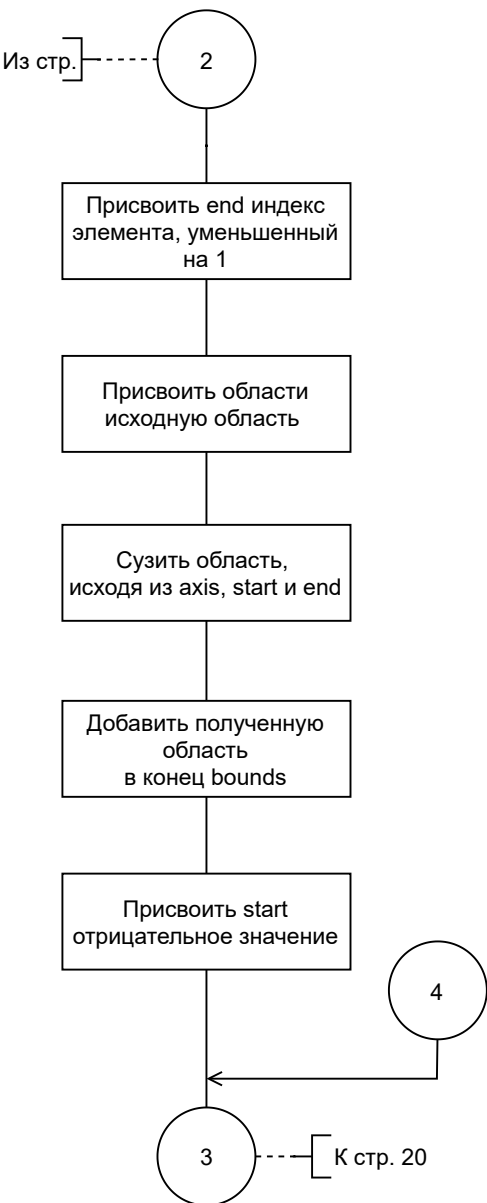 Из стр.
2
Присвоить end индекс
элемента, уменьшенный
на 1
Присвоить области
исходную область
Сузить область,
исходя из axis, start и end
Добавить полученную
область
в конец bounds
Присвоить start
отрицательное значение
4
3
К стр. 20